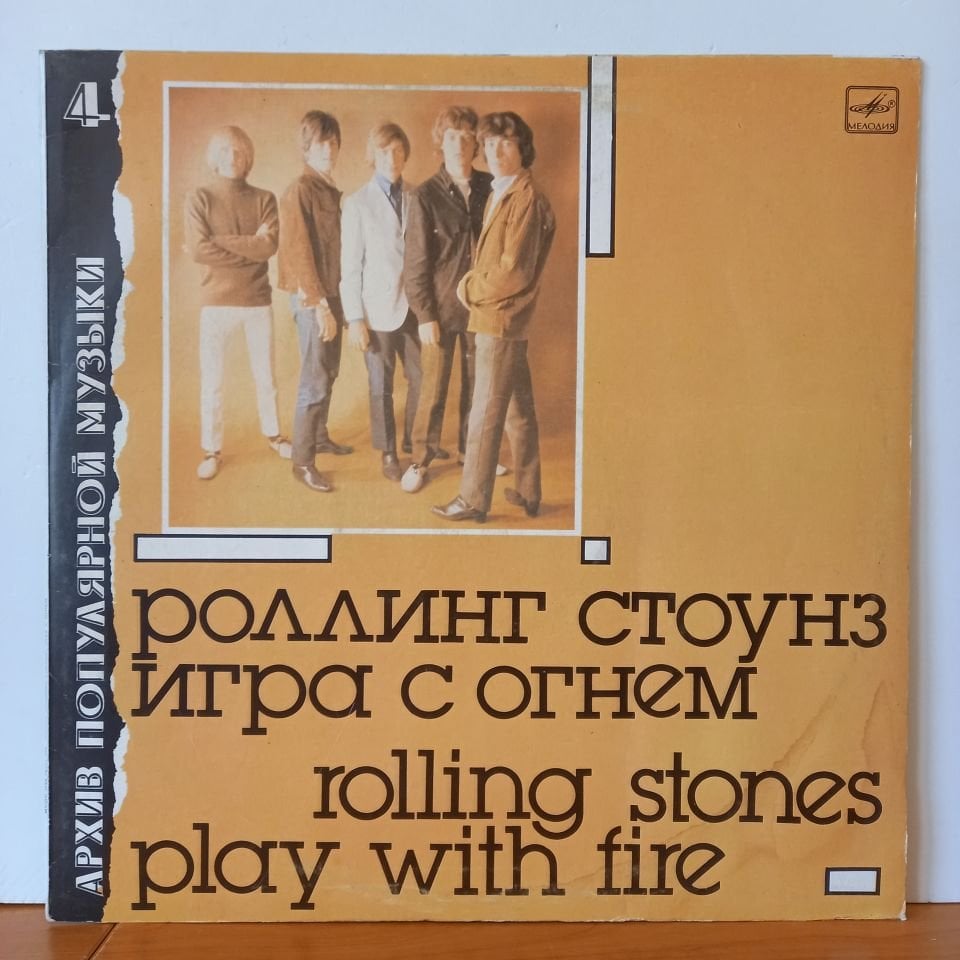 4
АРХИВ ПОПУЛЯРНОЙ МУЗЫКИ
МЕЛОДИЯ
®
роллинг стоунз
игра с огнем
rolling stones
play with fire